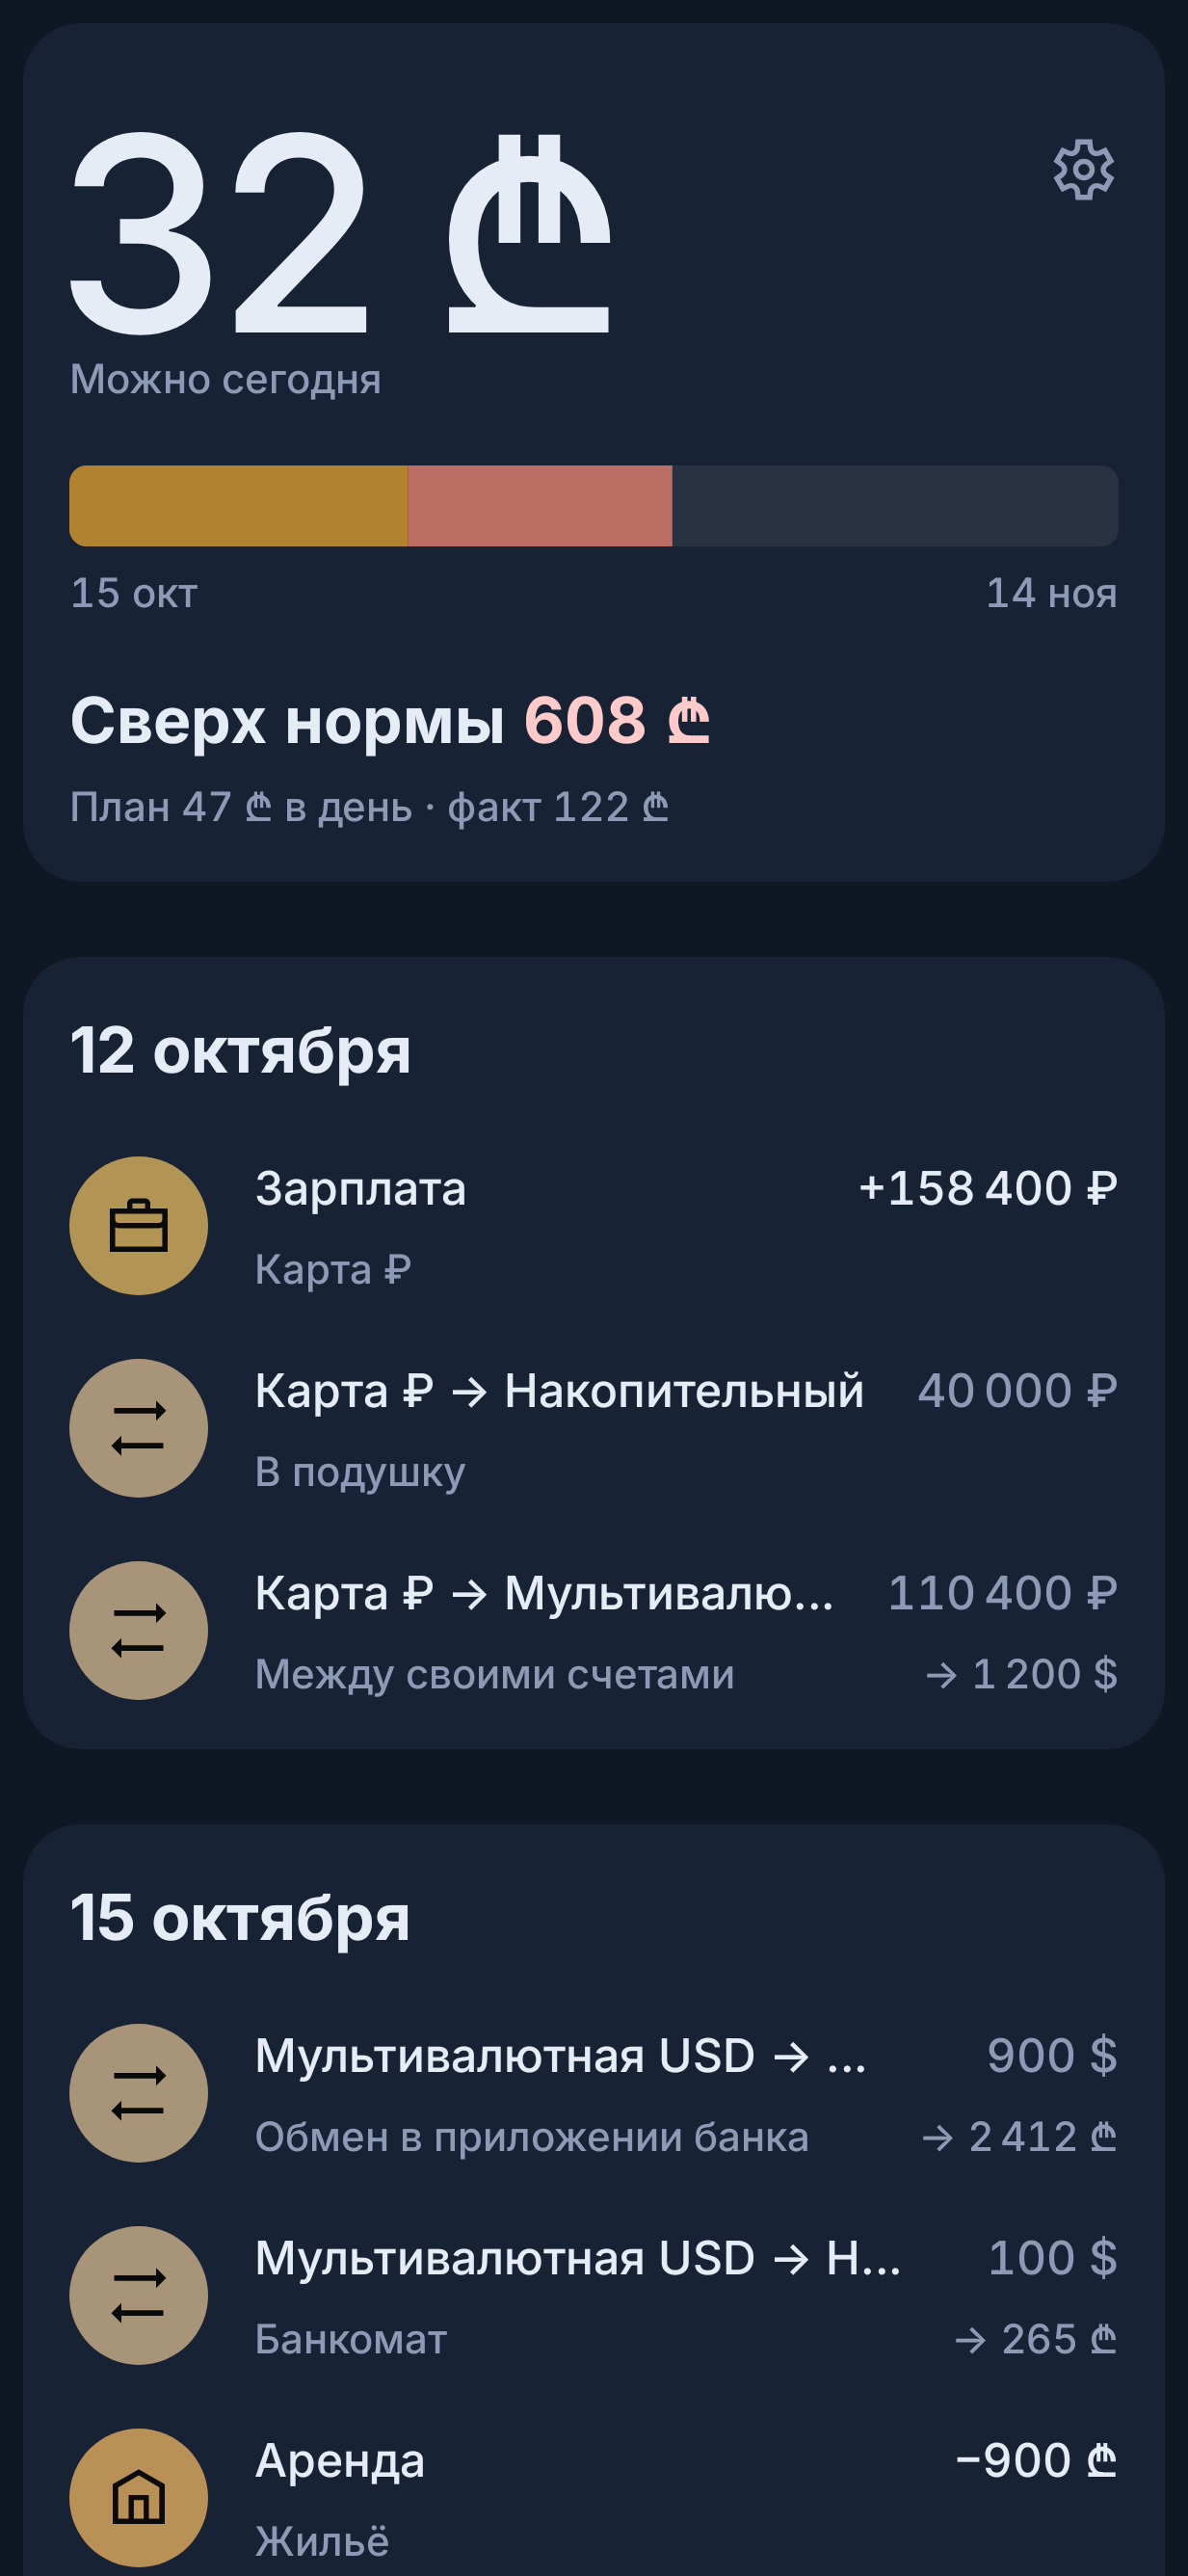 32 ₾
Можно сегодня
15 окт
14 ноя
Сверх нормы 608 ₾
План 47 ₾ в день · факт 122 ₾
12 октября
Зарплата +158 400 ₽
Карта ₽
Карта ₽ → Накопительный 40 000 ₽
В подушку
Карта ₽ → Мультивалю... 110 400 ₽
Между своими счетами → 1 200 $
15 октября
Мультивалютная USD → ... 900 $
Обмен в приложении банка → 2 412 ₾
Мультивалютная USD → Н... 100 $
Банкомат → 265 ₾
Аренда −900 ₾
Жильё